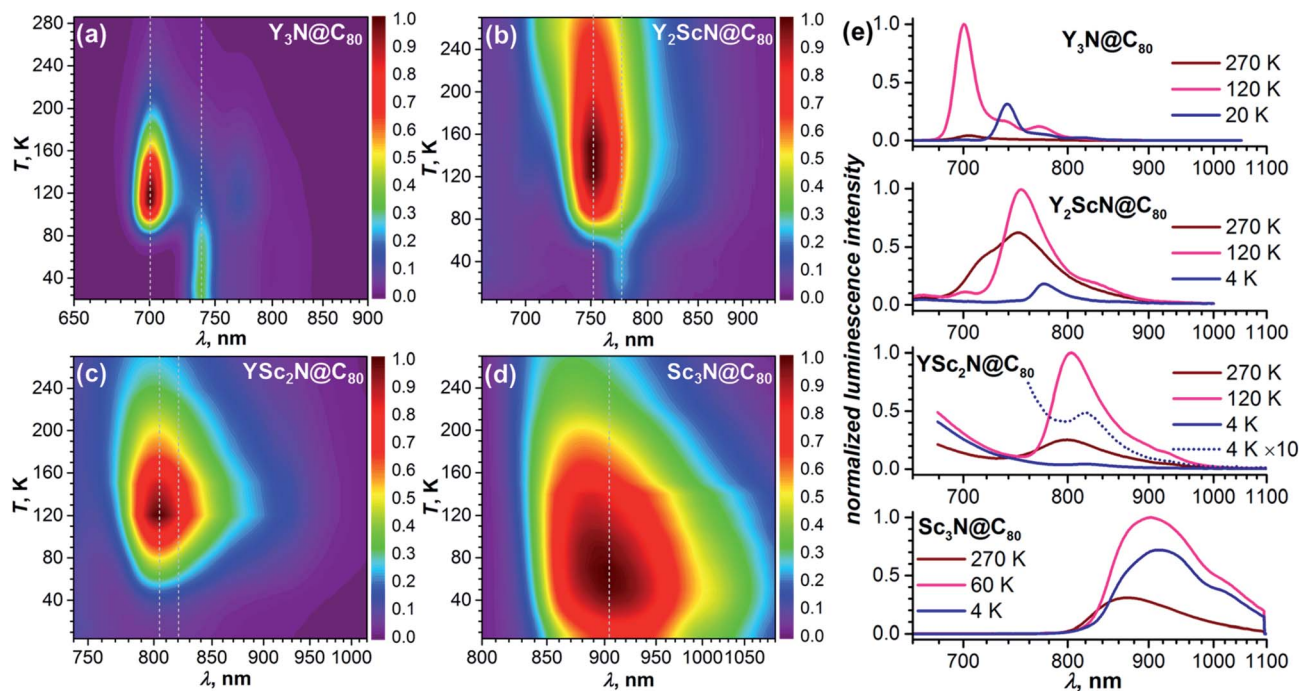 (a)
Y₃N@C₈₀
T, K
280
240
200
160
120
80
40
650 700 750 800 850
λ, nm
1.0
0.9
0.8
0.7
0.6
0.5
0.4
0.3
0.2
0.1
0.0
(b)
Y₂ScN@C₈₀
T, K
280
240
200
160
120
80
40
700 750 800 850 900
λ, nm
1.0
0.9
0.8
0.7
0.6
0.5
0.4
0.3
0.2
0.1
0.0
(c)
YSc₂N@C₈₀
T, K
280
240
200
160
120
80
40
750 800 850 900 950 1000
λ, nm
1.0
0.9
0.8
0.7
0.6
0.5
0.4
0.3
0.2
0.1
0.0
(d)
Sc₃N@C₈₀
T, K
280
240
200
160
120
80
40
800 850 900 950 1000 1050
λ, nm
1.0
0.9
0.8
0.7
0.6
0.5
0.4
0.3
0.2
0.1
0.0
(e)
normalized luminescence intensity
Y₃N@C₈₀
270 K
120 K
20 K
1.0
0.5
0.0
700 800 900 1000 1100
Y₂ScN@C₈₀
270 K
120 K
4 K
1.0
0.5
0.0
700 800 900 1000 1100
YSc₂N@C₈₀
270 K
120 K
4 K
4 K ×10
1.0
0.5
0.0
700 800 900 1000 1100
Sc₃N@C₈₀
270 K
60 K
4 K
1.0
0.5
0.0
700 800 900 1000 1100
λ, nm